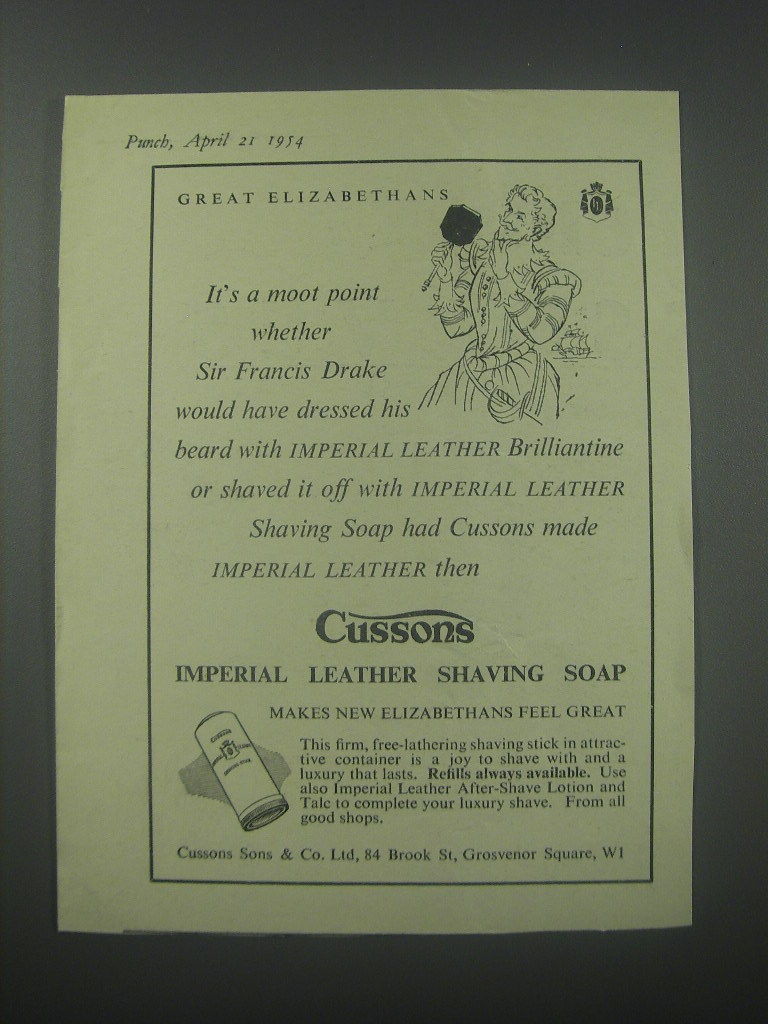 Punch, April 21 1954
GREAT ELIZABETHANS
It's a moot point
whether
Sir Francis Drake
would have dressed his
beard with IMPERIAL LEATHER Brilliantine
or shaved it off with IMPERIAL LEATHER
Shaving Soap had Cussons made
IMPERIAL LEATHER then
Cussons
IMPERIAL LEATHER SHAVING SOAP
MAKES NEW ELIZABETHANS FEEL GREAT
This firm, free-lathering shaving stick in attrac-
tive container is a joy to shave with and a
luxury that lasts. Refills always available. Use
also Imperial Leather After-Shave Lotion and
Talc to complete your luxury shave. From all
good shops.
Cussons Sons & Co. Ltd, 84 Brook St, Grosvenor Square, W1